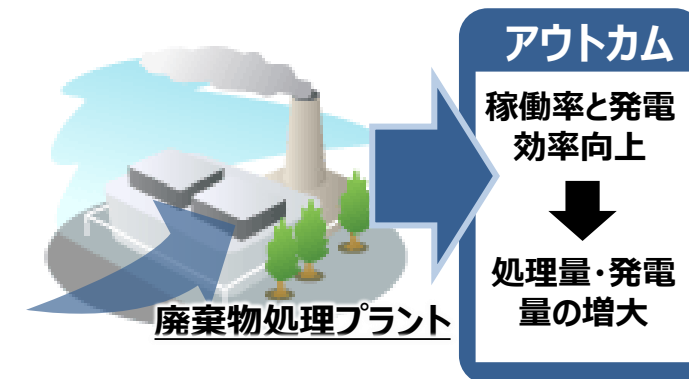 アウトカム
稼働率と発電
効率向上
処理量・発電
量の増大
廃棄物処理プラント